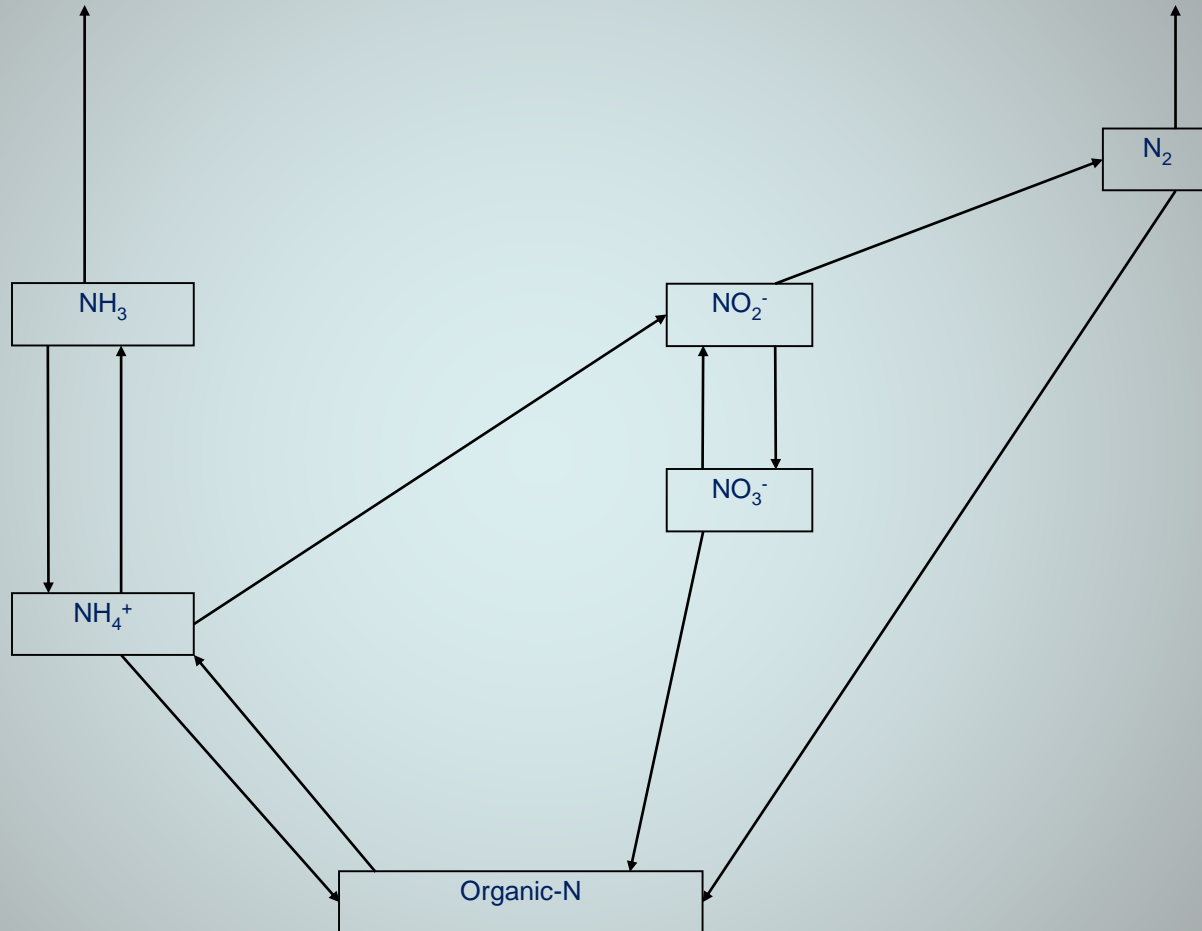 N₂
NH₃
NO₂⁻
NO₃⁻
NH₄⁺
Organic-N